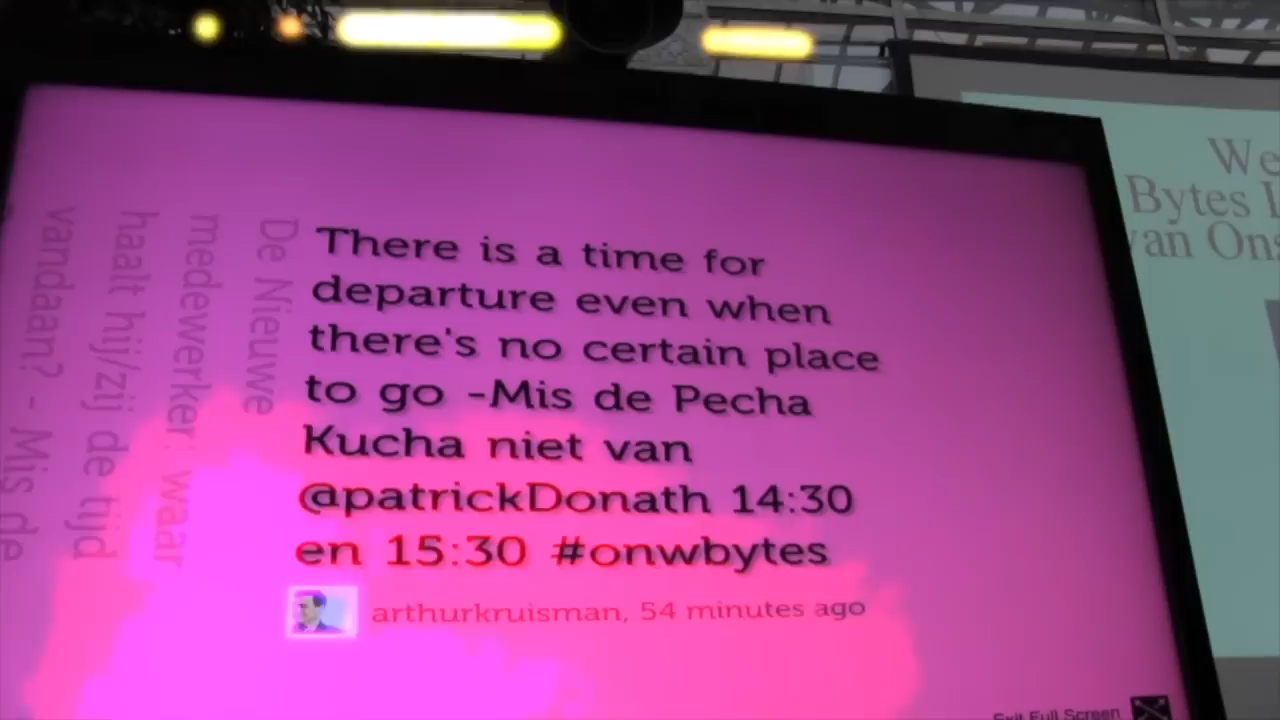 There is a time for
departure even when
there's no certain place
to go -Mis de Pecha
Kucha niet van
@patrickDonath 14:30
en 15:30 #onwbytes
arthurkruisman, 54 minutes ago
De Nieuwe
medewerker: waar
haalt hij/zij de tijd
vandaan? - Mis de
Exit Full Screen
We
Bytes
van On